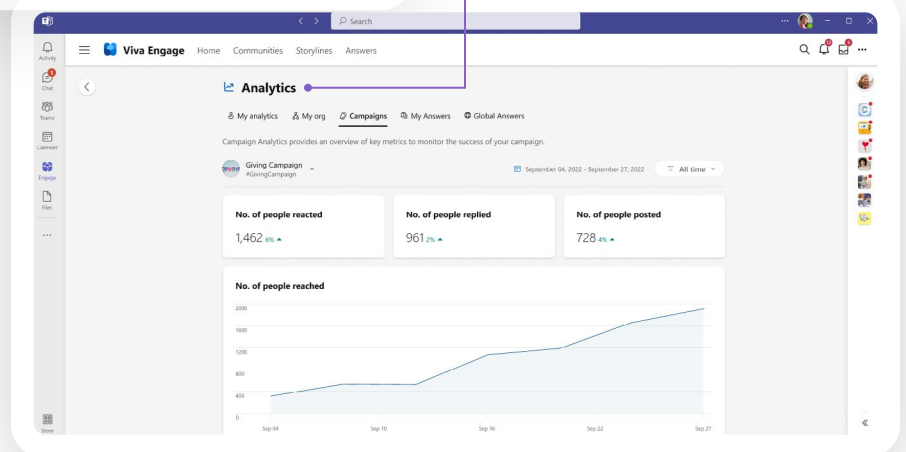 Search
Activity
Chat
Teams
Calendar
Engage
Files
Store
Viva Engage
Home Communities Storylines Answers
Analytics
My analytics My org Campaigns My Answers Global Answers
Campaign Analytics provides an overview of key metrics to monitor the success of your campaign.
Giving Campaign
#GivingCampaign
September 04, 2022 - September 27, 2022 All time
No. of people reacted
1,462 6%
No. of people replied
961 2%
No. of people posted
728 4%
No. of people reached
2000
1600
1200
800
400
0
Sep 04 Sep 10 Sep 16 Sep 22 Sep 27